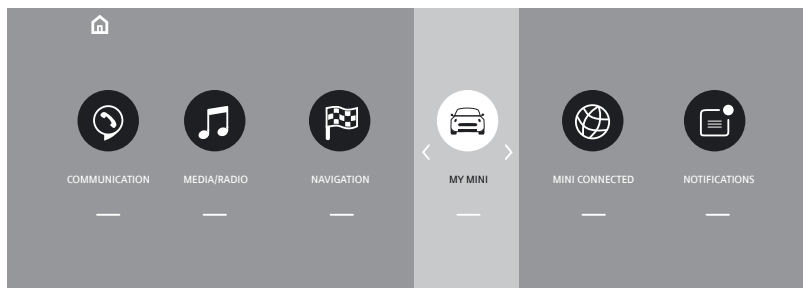 COMMUNICATION
MEDIA/RADIO
NAVIGATION
MY MINI
MINI CONNECTED
NOTIFICATIONS